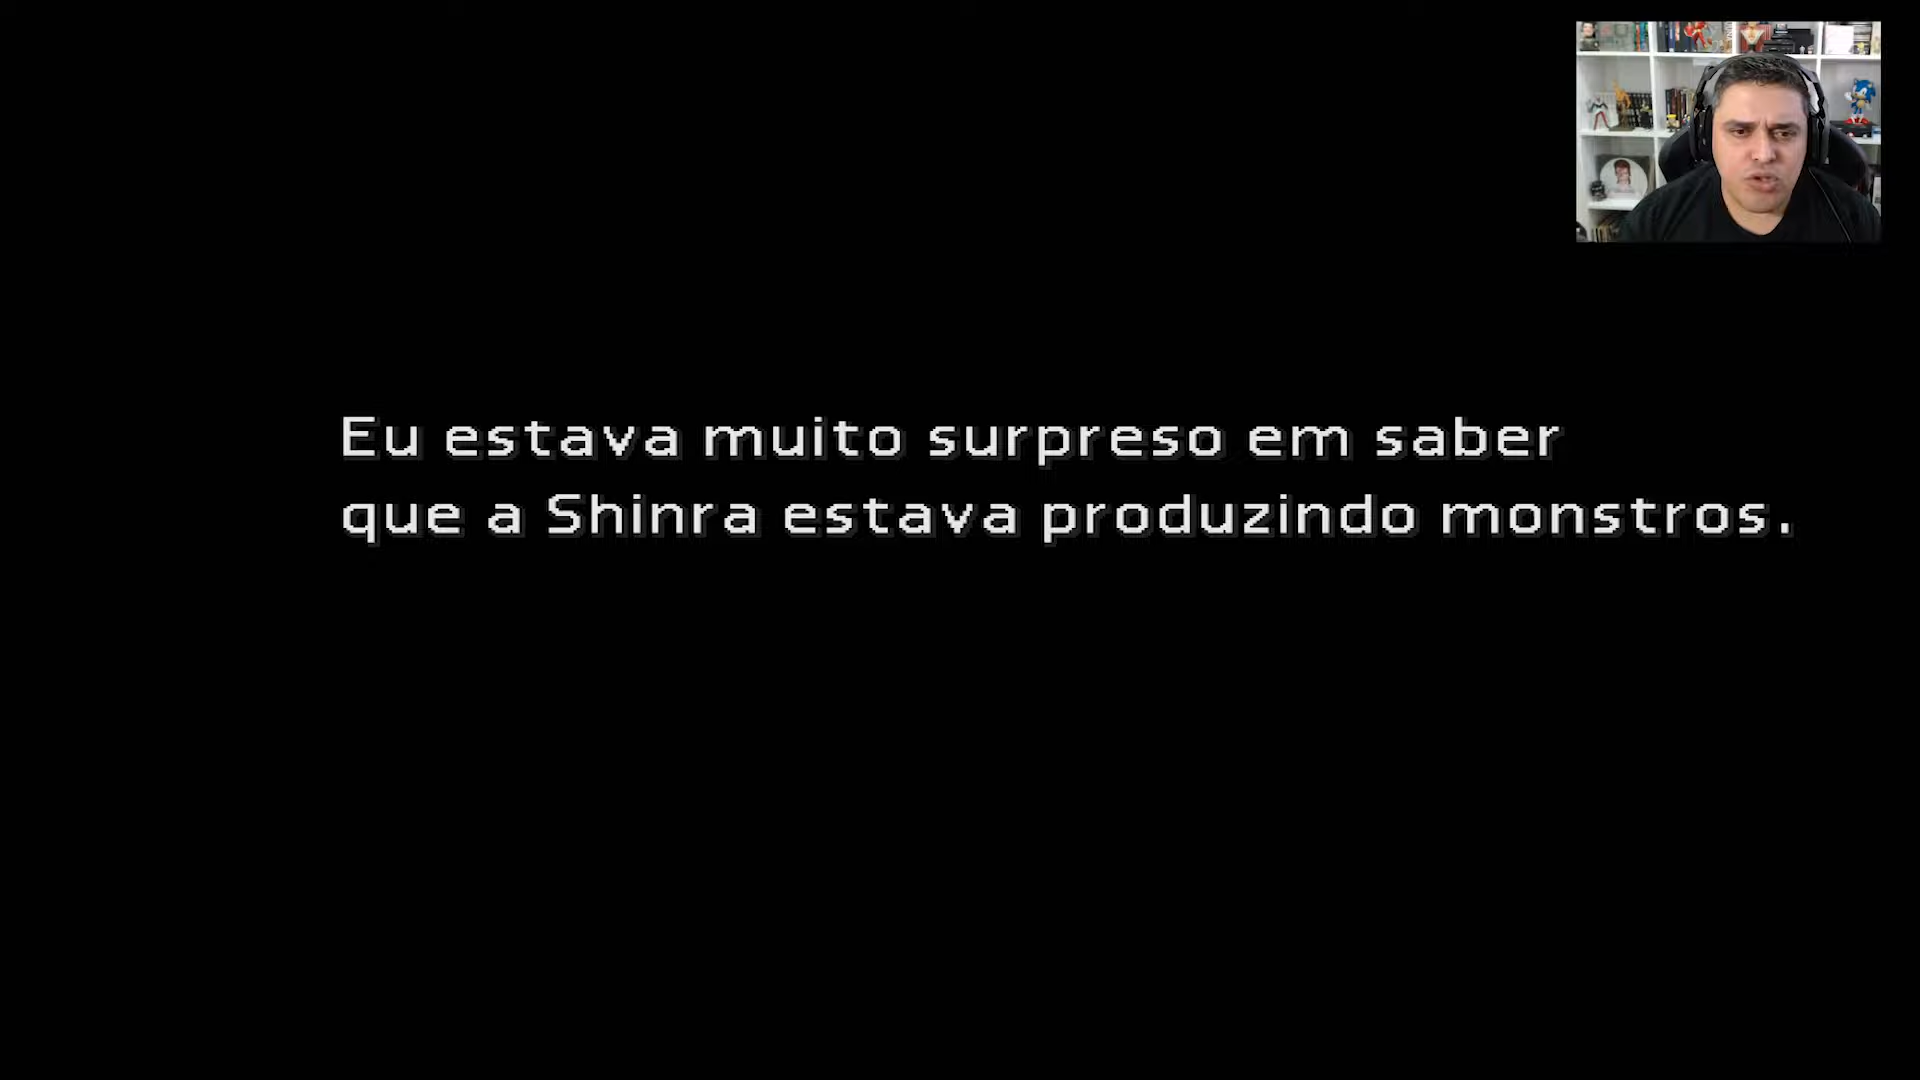 Eu estava muito surpreso em saber
que a Shinra estava produzindo monstros.